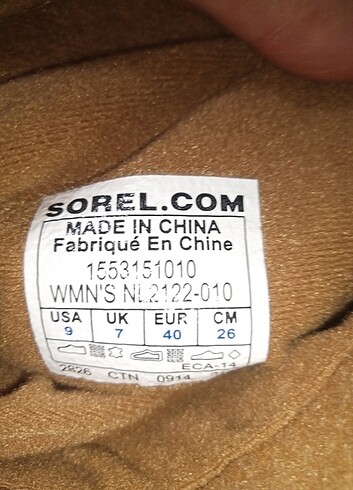 SOREL.COM
MADE IN CHINA
Fabriqué En Chine
1553151010
WMN'S NL2122-010
USA UK EUR CM
9 7 40 26
ECA-14
2826 CTN 0914